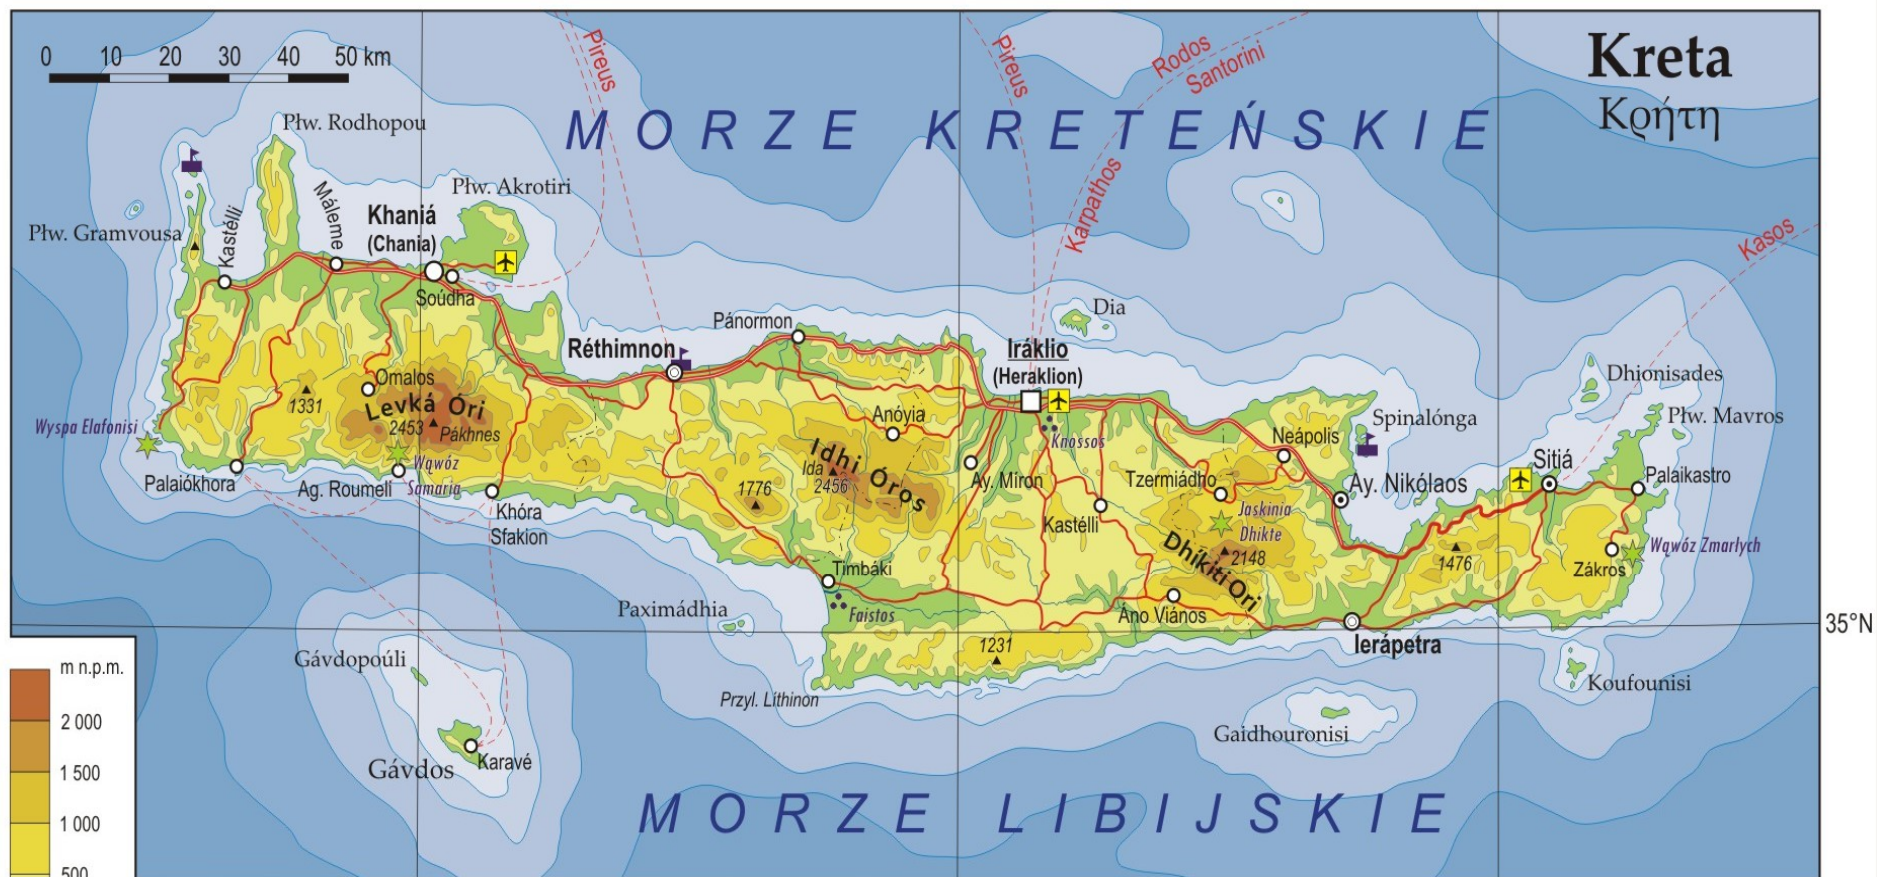 0 10 20 30 40 50 km
Kreta
Κρήτη
Pireus
Pireus
Rodos
Santorini
Karpathos
Kasos
MORZE KRETEŃSKIE
Płw. Rodhopou
Płw. Akrotiri
Płw. Gramvousa
Kastélli
Máleme
Khaniá
(Chania)
Soúdha
Réthimnon
Pánormon
Iráklio
(Heraklion)
Dia
Omalos
1331
Levká Óri
2453
Pákhnes
Wyspa Elafonisi
Palaiókhora
Ag. Roumeli
Wąwóz
Samaria
Khóra
Sfakion
Anóyia
Idhi Óros
Ida
2456
1776
Ay. Míron
Knossos
Kastélli
Tzermiádho
Neápolis
Spinalónga
Ay. Nikólaos
Jaskinia
Dhikte
Dhíkiti Ori
2148
Sitiá
Dhionisades
Płw. Mavros
Palaikastro
Wąwóz Zmarłych
Zákros
1476
Timbáki
Faistos
Paximádhia
Áno Viános
Ierápetra
35°N
1231
Przyl. Líthinon
Gávdopoúli
Gávdos
Karavé
Koufounisi
Gaidhouronisi
MORZE LIBIJSKIE
m n.p.m.
2 000
1 500
1 000
500